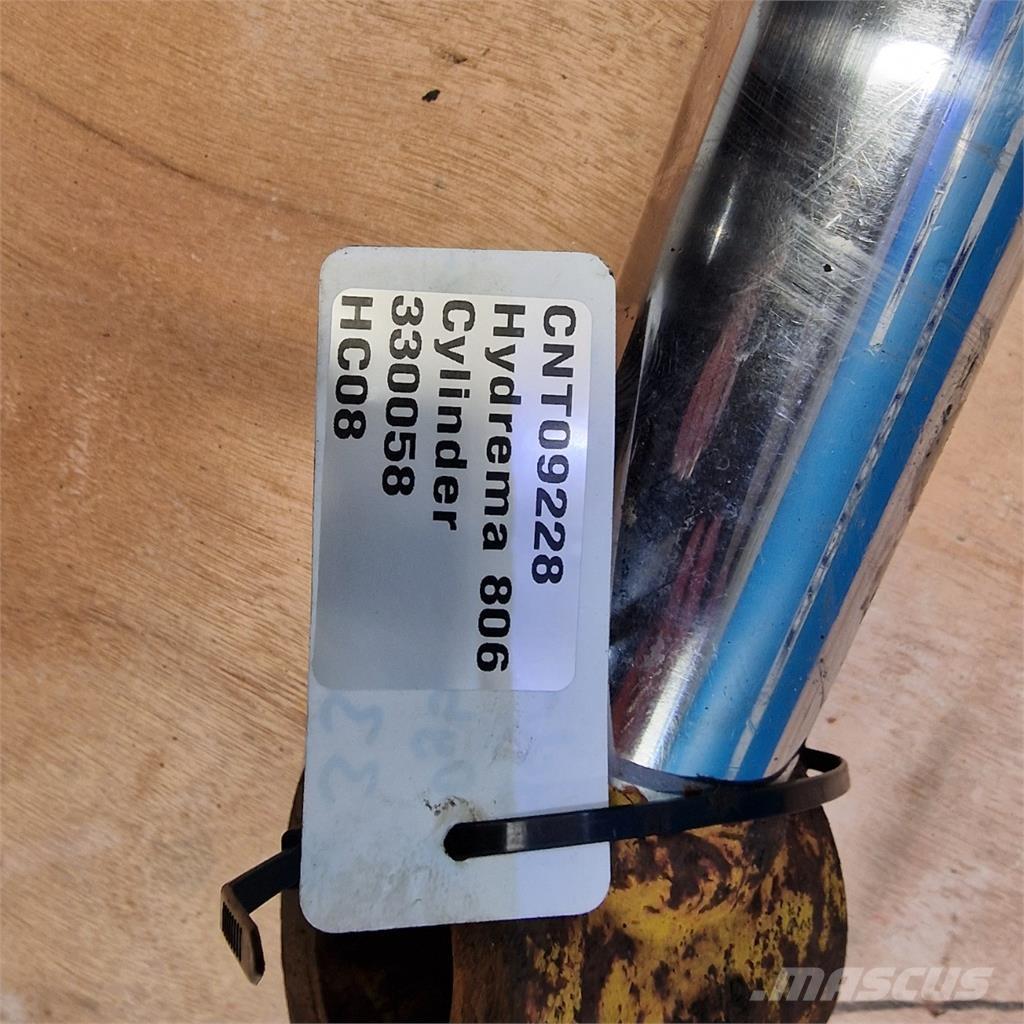 CNT09228
Hydrema 806
Cylinder
330058
HC08
MASCUS